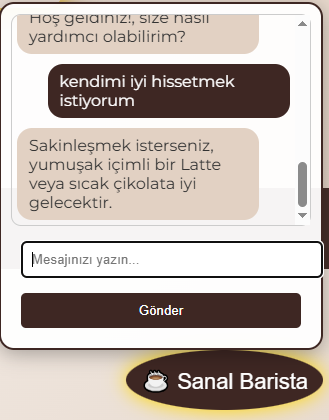 Hoş geldiniz!, size nasıl
yardımcı olabilirim?
kendimi iyi hissetmek
istiyorum
Sakinleşmek isterseniz,
yumuşak içimli bir Latte
veya sıcak çikolata iyi
gelecektir.
Mesajınızı yazın...
Gönder
Sanal Barista